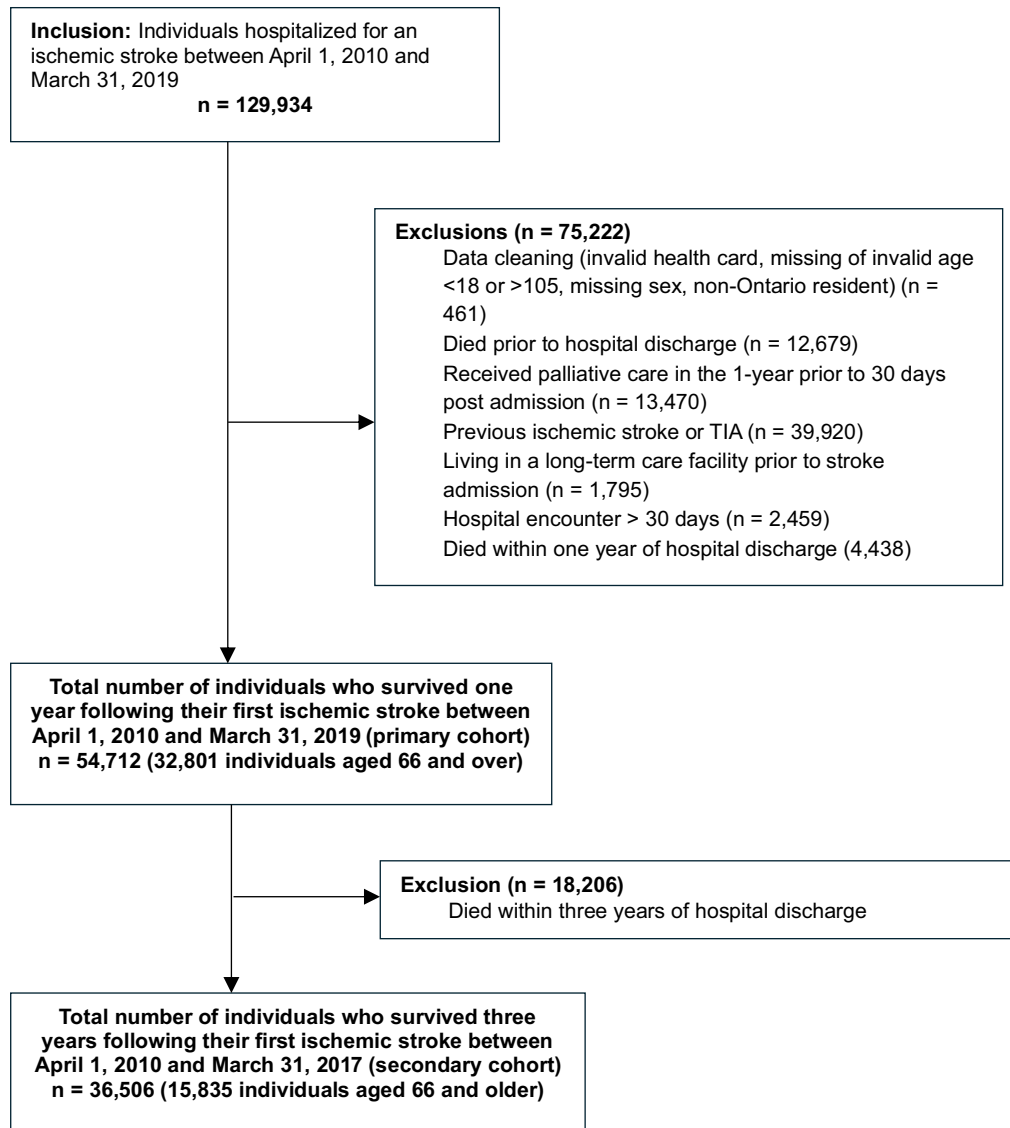 Inclusion: Individuals hospitalized for an
ischemic stroke between April 1, 2010 and
March 31, 2019
n = 129,934
Exclusions (n = 75,222)
Data cleaning (invalid health card, missing of invalid age
<18 or >105, missing sex, non-Ontario resident) (n =
461)
Died prior to hospital discharge (n = 12,679)
Received palliative care in the 1-year prior to 30 days
post admission (n = 13,470)
Previous ischemic stroke or TIA (n = 39,920)
Living in a long-term care facility prior to stroke
admission (n = 1,795)
Hospital encounter > 30 days (n = 2,459)
Died within one year of hospital discharge (4,438)
Total number of individuals who survived one
year following their first ischemic stroke between
April 1, 2010 and March 31, 2019 (primary cohort)
n = 54,712 (32,801 individuals aged 66 and over)
Exclusion (n = 18,206)
Died within three years of hospital discharge
Total number of individuals who survived three
years following their first ischemic stroke between
April 1, 2010 and March 31, 2017 (secondary cohort)
n = 36,506 (15,835 individuals aged 66 and older)